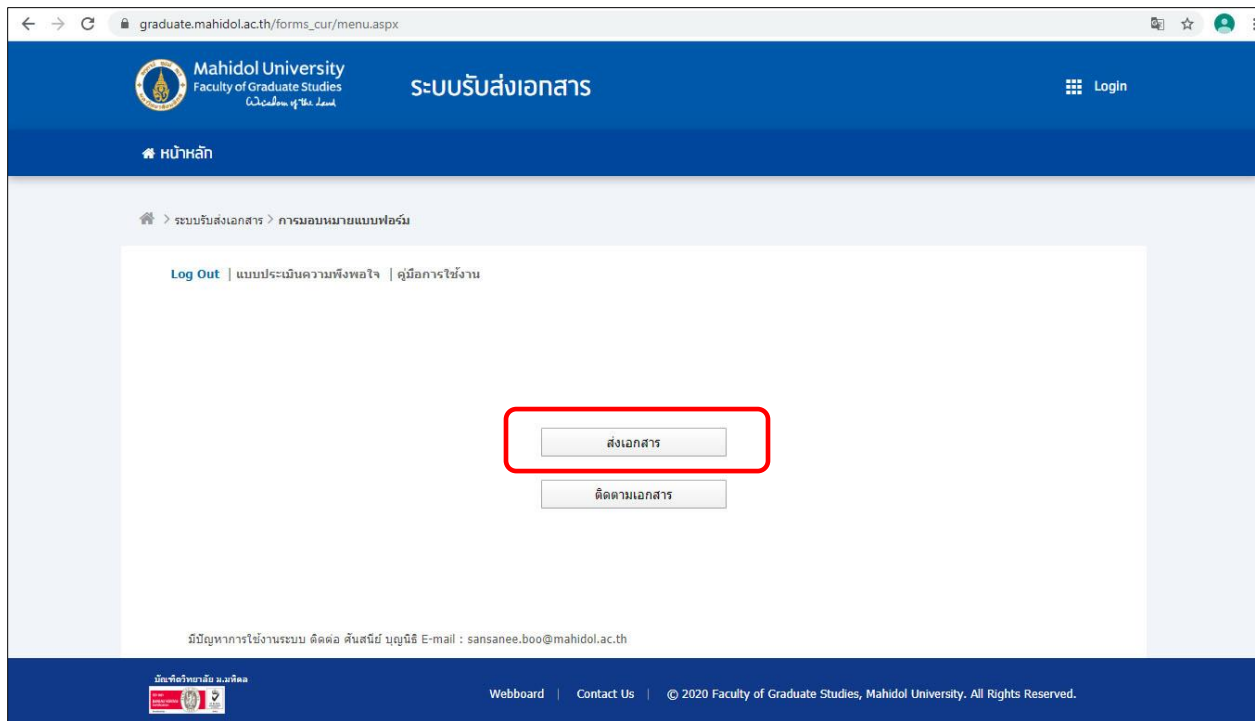 graduate.mahidol.ac.th/forms_cur/menu.aspx
Mahidol University
Faculty of Graduate Studies
Wisdom of the Land
ระบบรับส่งเอกสาร
Login
หน้าหลัก
> ระบบรับส่งเอกสาร > การมอบหมายแบบฟอร์ม
Log Out | แบบประเมินความพึงพอใจ | คู่มือการใช้งาน
ส่งเอกสาร
ติดตามเอกสาร
มีปัญหาการใช้งานระบบ ติดต่อ ศันสนีย์ บุญนิธิ E-mail : sansanee.boo@mahidol.ac.th
บัณฑิตวิทยาลัย ม.มหิดล
Webboard | Contact Us | © 2020 Faculty of Graduate Studies, Mahidol University. All Rights Reserved.